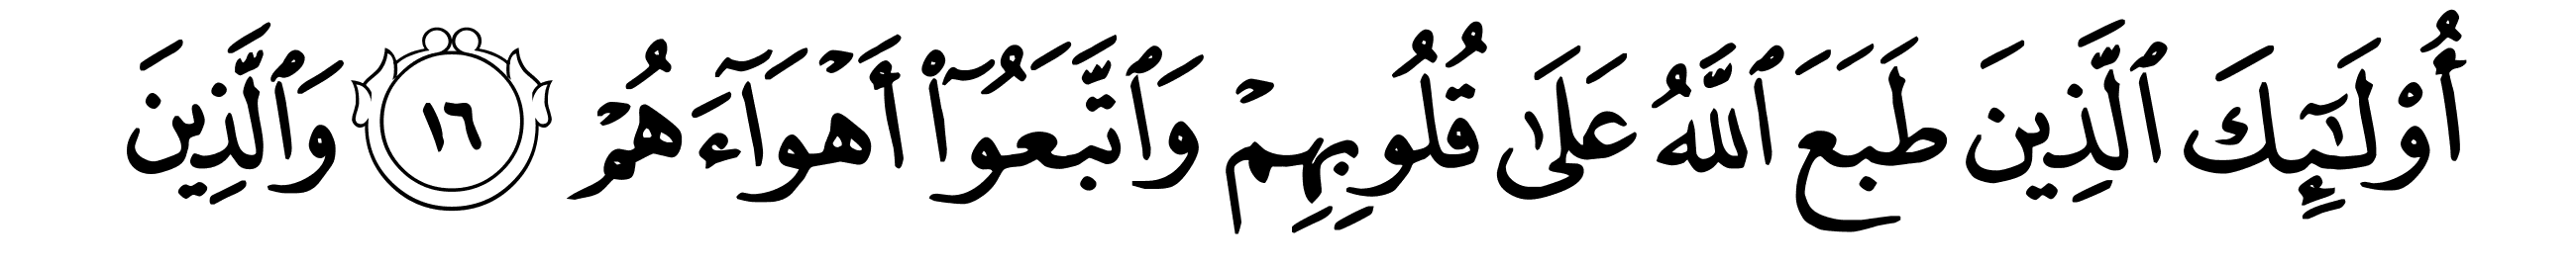 أُوْلَـٰٓئِكَ ٱلَّذِينَ طَبَعَ ٱللَّهُ عَلَىٰ قُلُوبِهِمۡ وَٱتَّبَعُوٓاْ أَهۡوَآءَهُمۡ ١٦ وَٱلَّذِينَ